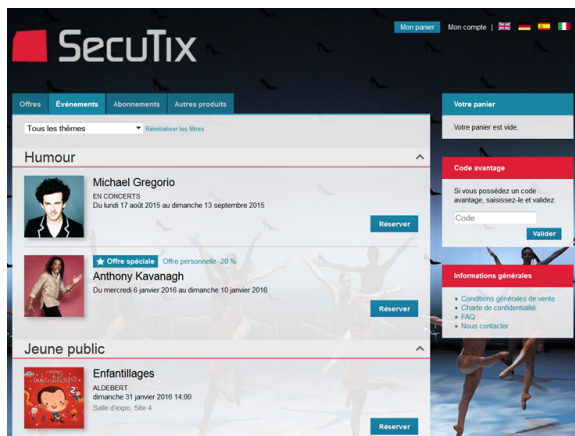 SecuTix
Mon panier
Mon compte |
Offres
Événements
Abonnements
Autres produits
Tous les thèmes
Réinitialiser les filtres
Humour
Michael Gregorio
EN CONCERTS
Du lundi 17 août 2015 au dimanche 13 septembre 2015
Réserver
Offre spéciale
Offre personnelle -20 %
Anthony Kavanagh
Du mercredi 6 janvier 2016 au dimanche 10 janvier 2016
Réserver
Jeune public
Enfantillages
ALDEBERT
dimanche 31 janvier 2016 14:00
Salle d'expo, Site 4
Réserver
Votre panier
Votre panier est vide.
Code avantage
Si vous possédez un code
avantage, saisissez-le et validez.
Code
Valider
Informations générales
Conditions générales de vente
Charte de confidentialité
FAQ
Nous contacter